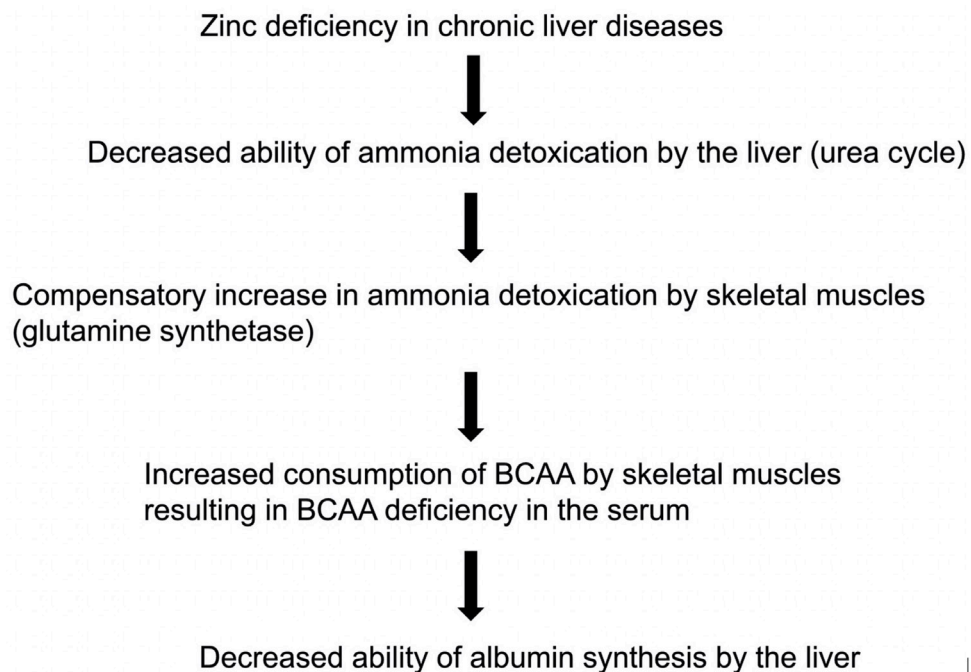 Zinc deficiency in chronic liver diseases
Decreased ability of ammonia detoxication by the liver (urea cycle)
Compensatory increase in ammonia detoxication by skeletal muscles
(glutamine synthetase)
Increased consumption of BCAA by skeletal muscles
resulting in BCAA deficiency in the serum
Decreased ability of albumin synthesis by the liver